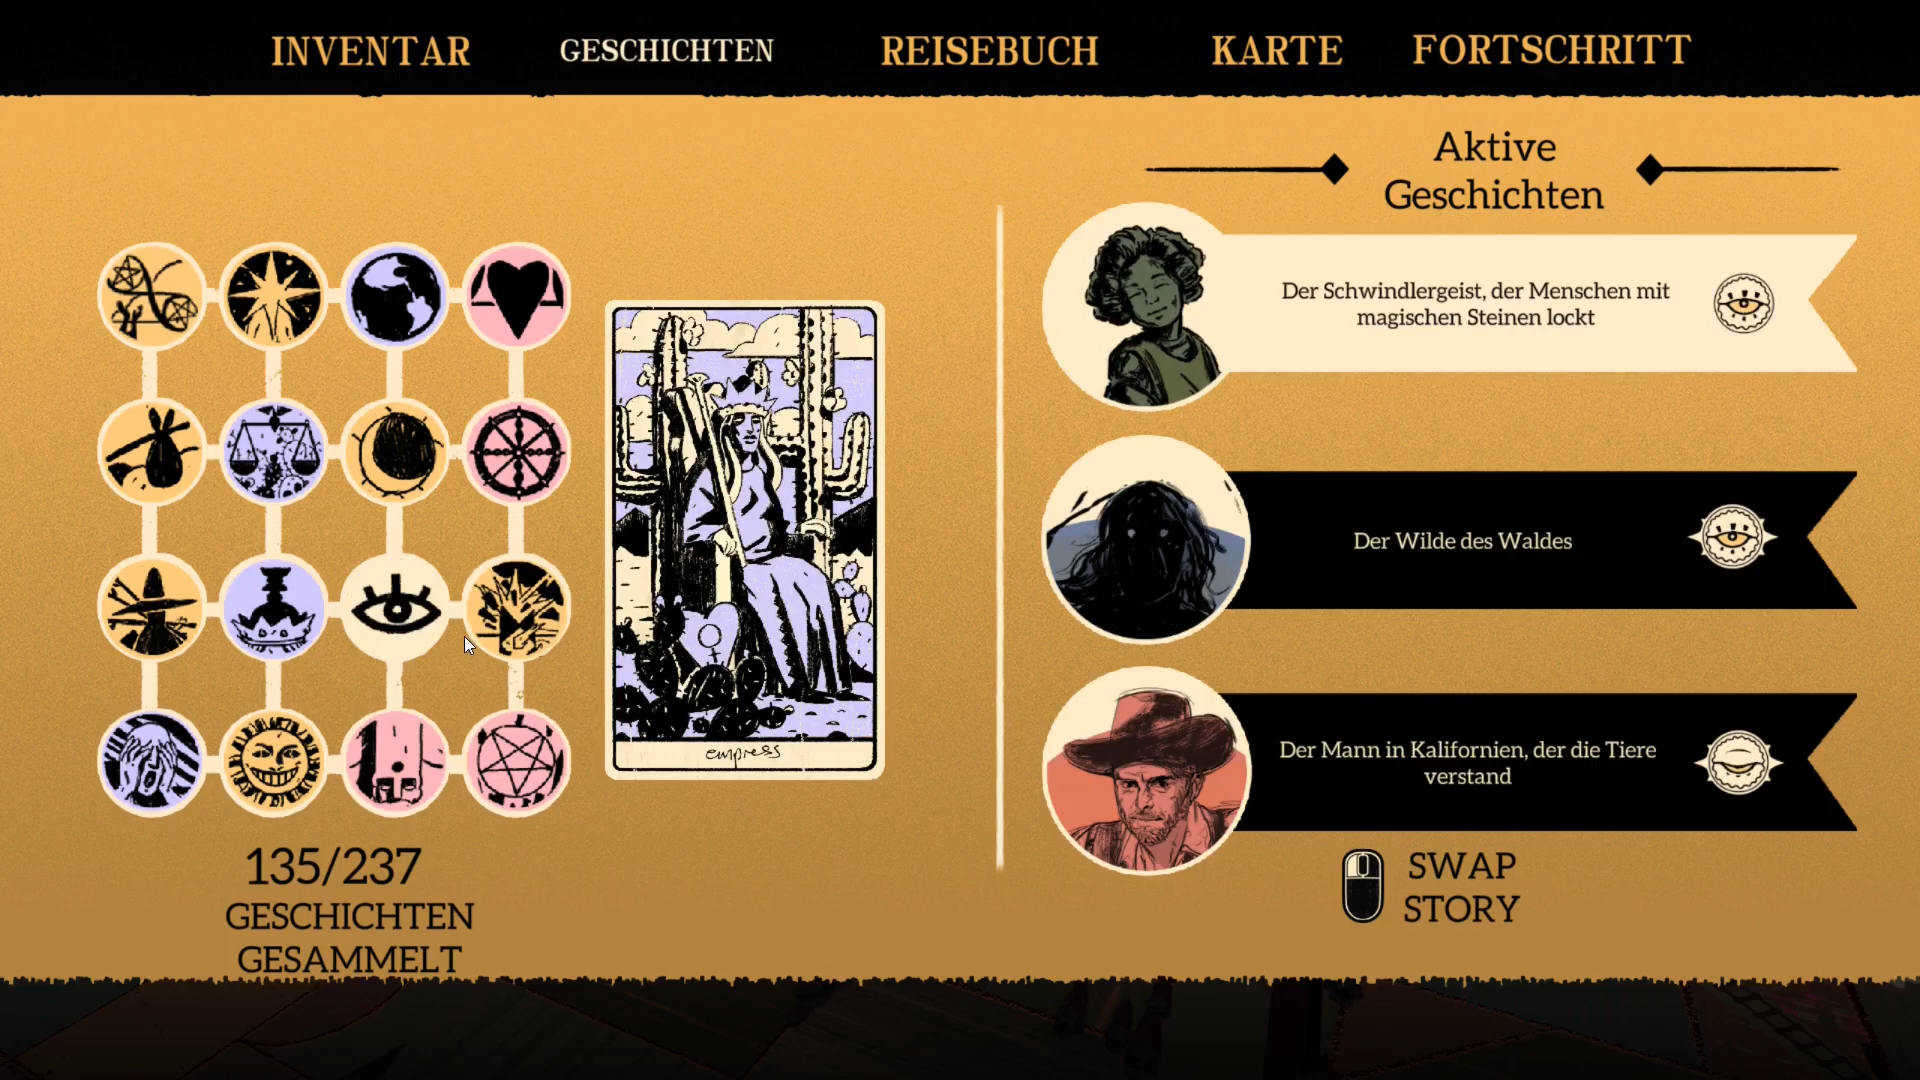 INVENTAR
GESCHICHTEN
REISEBUCH
KARTE
FORTSCHRITT
Aktive
Geschichten
Der Schwindlergeist, der Menschen mit
magischen Steinen lockt
Der Wilde des Waldes
Der Mann in Kalifornien, der die Tiere
verstand
SWAP
STORY
empress
135/237
GESCHICHTEN
GESAMMELT